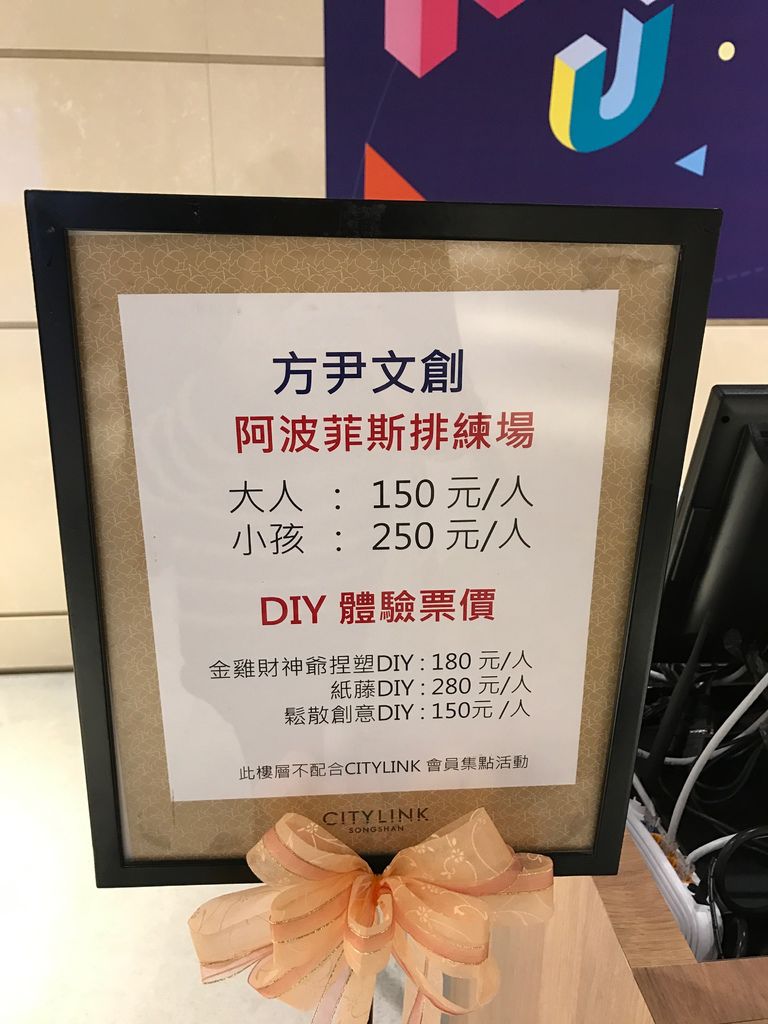 方尹文創
阿波菲斯排練場
大人 : 150 元/人
小孩 : 250 元/人
DIY 體驗票價
金雞財神爺捏塑DIY : 180 元/人
紙藤DIY : 280 元/人
鬆散創意DIY : 150元 /人
此樓層不配合CITYLINK 會員集點活動
CITYLINK
SONGSHAN